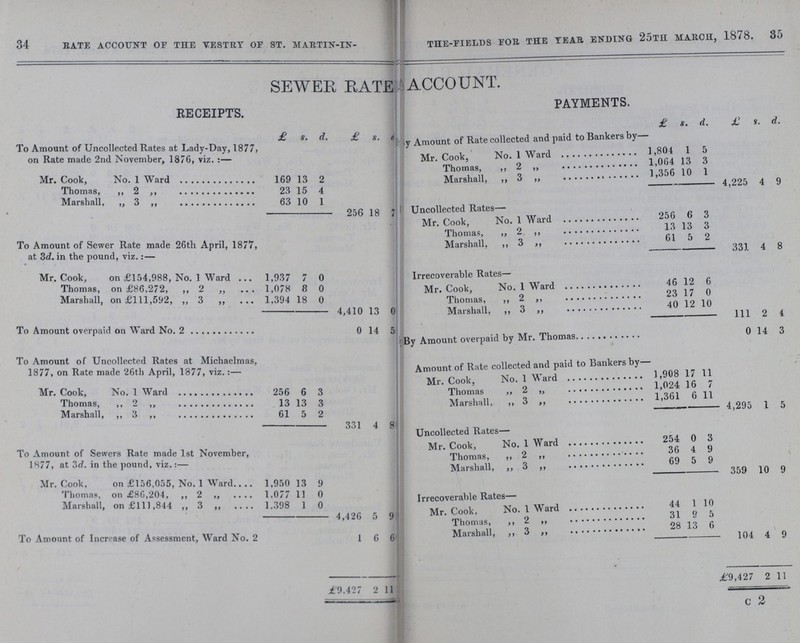 34 RATE ACCOUNT OF THE VESTRY OF ST. MARTIN-IN-
SEWER RATE
RECEIPTS.
£ s. d. £ s.
To Amount of Uncollected Rates at Lady-Day, 1877,
on Rate made 2nd November, 1876, viz. :—
Mr. Cook, No. 1 Ward .............. 169 13 2
Thomas, ,, 2 ,, .............. 23 15 4
Marshall, ,, 3 ,, .............. 63 10 1
256 18 7
To Amount of Sewer Rate made 26th April, 1877,
at 3d. in the pound, viz. :—
Mr. Cook, on £154,988, No. 1 Ward ... 1,937 7 0
Thomas, on £86,272, ,, 2 ,, ... 1,078 8 0
Marshall, on £111,592, ,, 3 ,, ... 1,394 18 0
4,410 13 0
To Amount overpaid on Ward No. 2 ............ 0 14 5
To Amount of Uncollected Rates at Michaelmas,
1877, on Rate made 26th April, 1877, viz. :—
Mr. Cook, No. 1 Ward .............. 256 6 3
Thomas, ,, 2 ,, .............. 13 13 3
Marshall, ,, 3 ,, .............. 61 5 2
331 4 8
To Amount of Sewers Rate made 1st November,
1877, at 3d. in the pound, viz. :—
Mr. Cook, on £156,055, No. 1 Ward.... 1,950 13 9
Thomas, on £86,204, ,, 2 ,, .... 1,077 11 0
Marshall, on £111,844 ,, 3 ,, .... 1,398 1 0
4,426 5 9
To Amount of Increase of Assessment, Ward No. 2 1 6 6
£9,427 2 11
THE-FIELDS FOR THE YEAR ENDING 25TH MARCH, 1878. 35
ACCOUNT.
PAYMENTS.
£ s. d. £ s. d.
y Amount of Rate collected and paid to Bankers by—
Mr. Cook, No. 1 Ward .............. 1,804 1 5
Thomas, ,, 2 ,, .............. 1,064 13 3
Marshall, ,, 3 ,, .............. 1,356 10 1
4,225 4 9
Uncollected Rates—
Mr. Cook, No. 1 Ward .............. 256 6 3
Thomas, ,, 2 ,, .............. 13 13 3
Marshall, ,, 3 ,, .............. 61 5 2
331 4 8
Irrecoverable Rates—
Mr. Cook, No. 1 Ward .............. 46 12 6
Thomas, ,, 2 ,, .............. 23 17 0
Marshall, ,, 3 ,, .............. 40 12 10
111 2 4
By Amount overpaid by Mr. Thomas............ 0 14 3
Amount of Rate collected and paid to Bankers by—
Mr. Cook, No. 1 Ward .............. 1,908 17 11
Thomas ,, 2 ,, .............. 1,024 16 7
Marshall, ,, 3 ,, .............. 1,361 6 11
4,295 1 5
Uncollected Rates—
Mr. Cook, No. 1 Ward .............. 254 0 3
Thomas, ,, 2 ,, .............. 36 4 9
Marshall, ,, 3 ,, .............. 69 5 9
359 10 9
Irrecoverable Rates—
Mr. Cook, No. 1 Ward .............. 44 1 10
Thomas, ,, 2 ,, .............. 31 9 5
Marshall, ,, 3 ,, .............. 28 13 6
104 4 9
£9,427 2 11
C 2